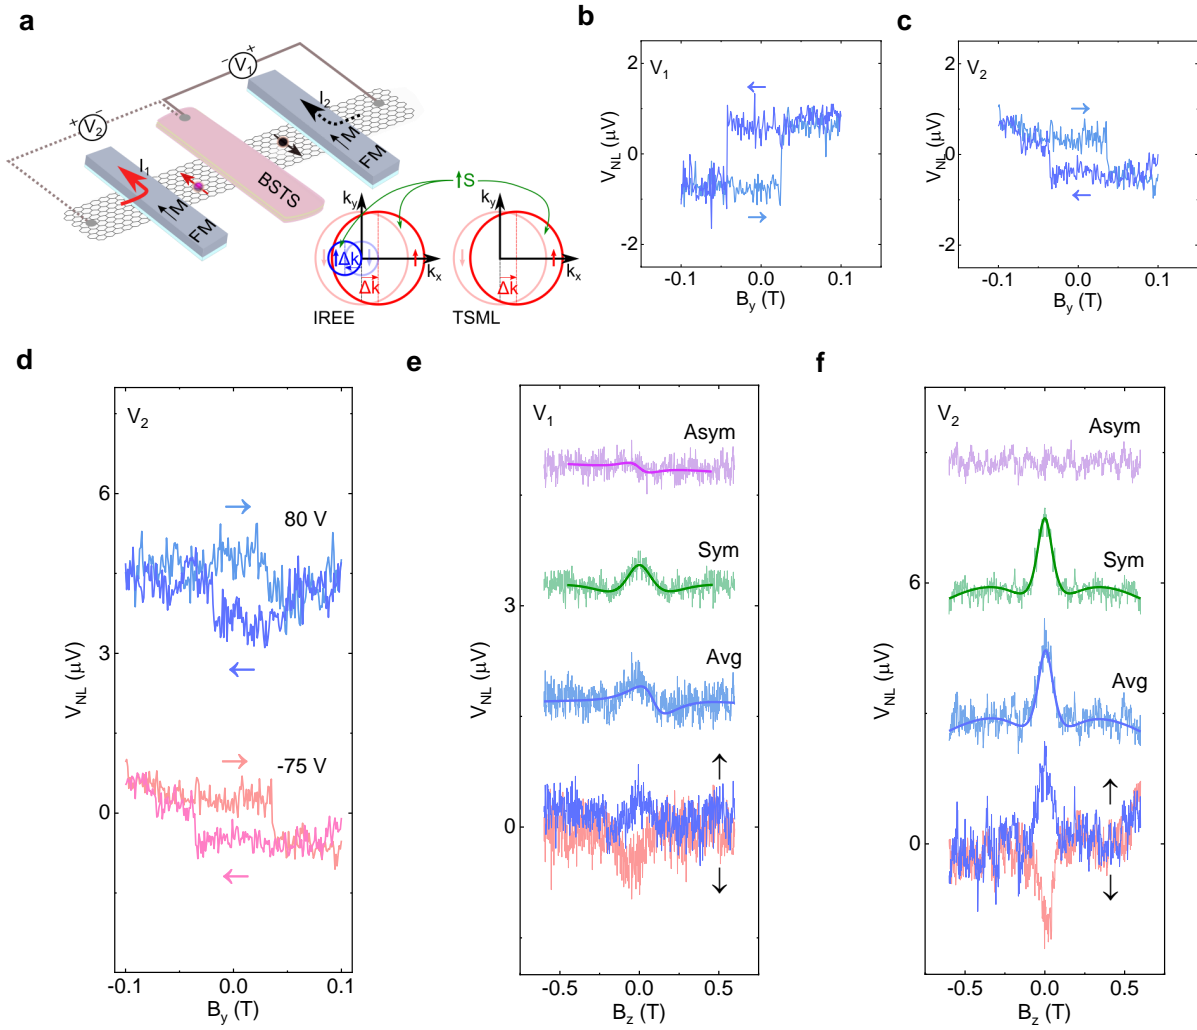 a
− V1 +
+ V2 −
I2
M
FM
I1
M
FM
BSTS
S
ky
Δk
kx
Δk
IREE
ky
kx
Δk
TSML
b
V1
VNL (μV)
2
0
-2
-0.1 0.0 0.1
By (T)
c
V2
VNL (μV)
2
0
-2
-0.1 0.0 0.1
By (T)
d
V2
80 V
-75 V
VNL (μV)
6
3
0
-0.1 0.0 0.1
By (T)
e
V1
Asym
Sym
Avg
VNL (μV)
3
0
-0.5 0.0 0.5
Bz (T)
f
V2
Asym
Sym
Avg
VNL (μV)
6
3
0
-0.5 0.0 0.5
Bz (T)